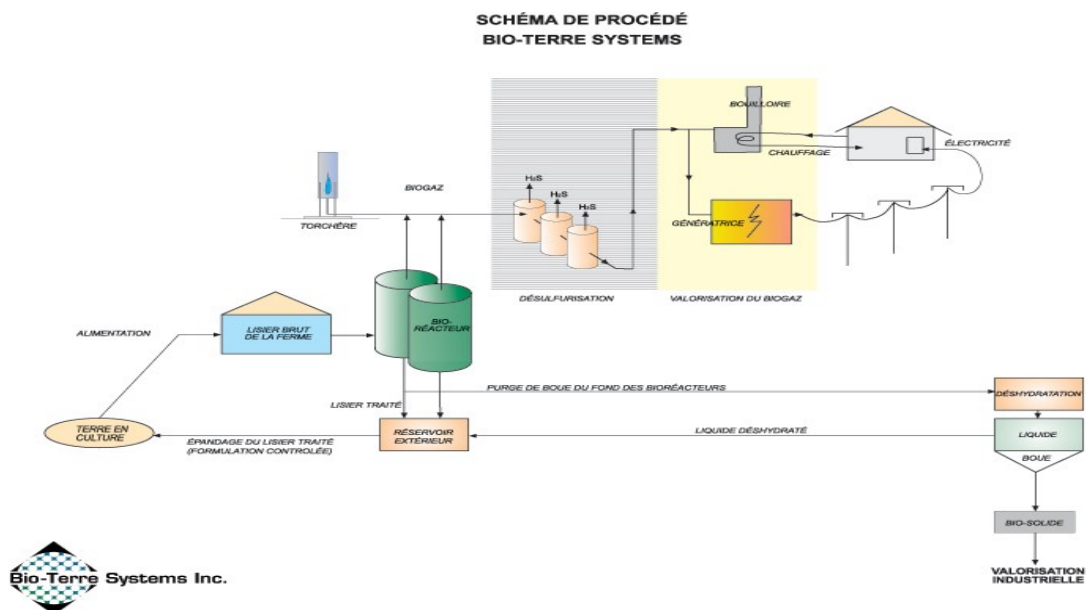 SCHÉMA DE PROCÉDÉ
BIO-TERRE SYSTEMS
BOUILLOIRE
CHAUFFAGE
ÉLECTRICITÉ
H2S
H2S
H2S
BIOGAZ
TORCHÈRE
GÉNÉRATRICE
DÉSULFURISATION
VALORISATION DU BIOGAZ
ALIMENTATION
LISIER BRUT
DE LA FERME
BIO-
RÉACTEUR
PURGE DE BOUE DU FOND DES BIORÉACTEURS
DÉSHYDRATATION
LISIER TRAITÉ
TERRE EN
CULTURE
ÉPANDAGE DU LISIER TRAITÉ
(FORMULATION CONTROLÉE)
RÉSERVOIR
EXTÉRIEUR
LIQUIDE DÉSHYDRATÉ
LIQUIDE
BOUE
BIO-SOLIDE
VALORISATION
INDUSTRIELLE
Bio-Terre Systems Inc.